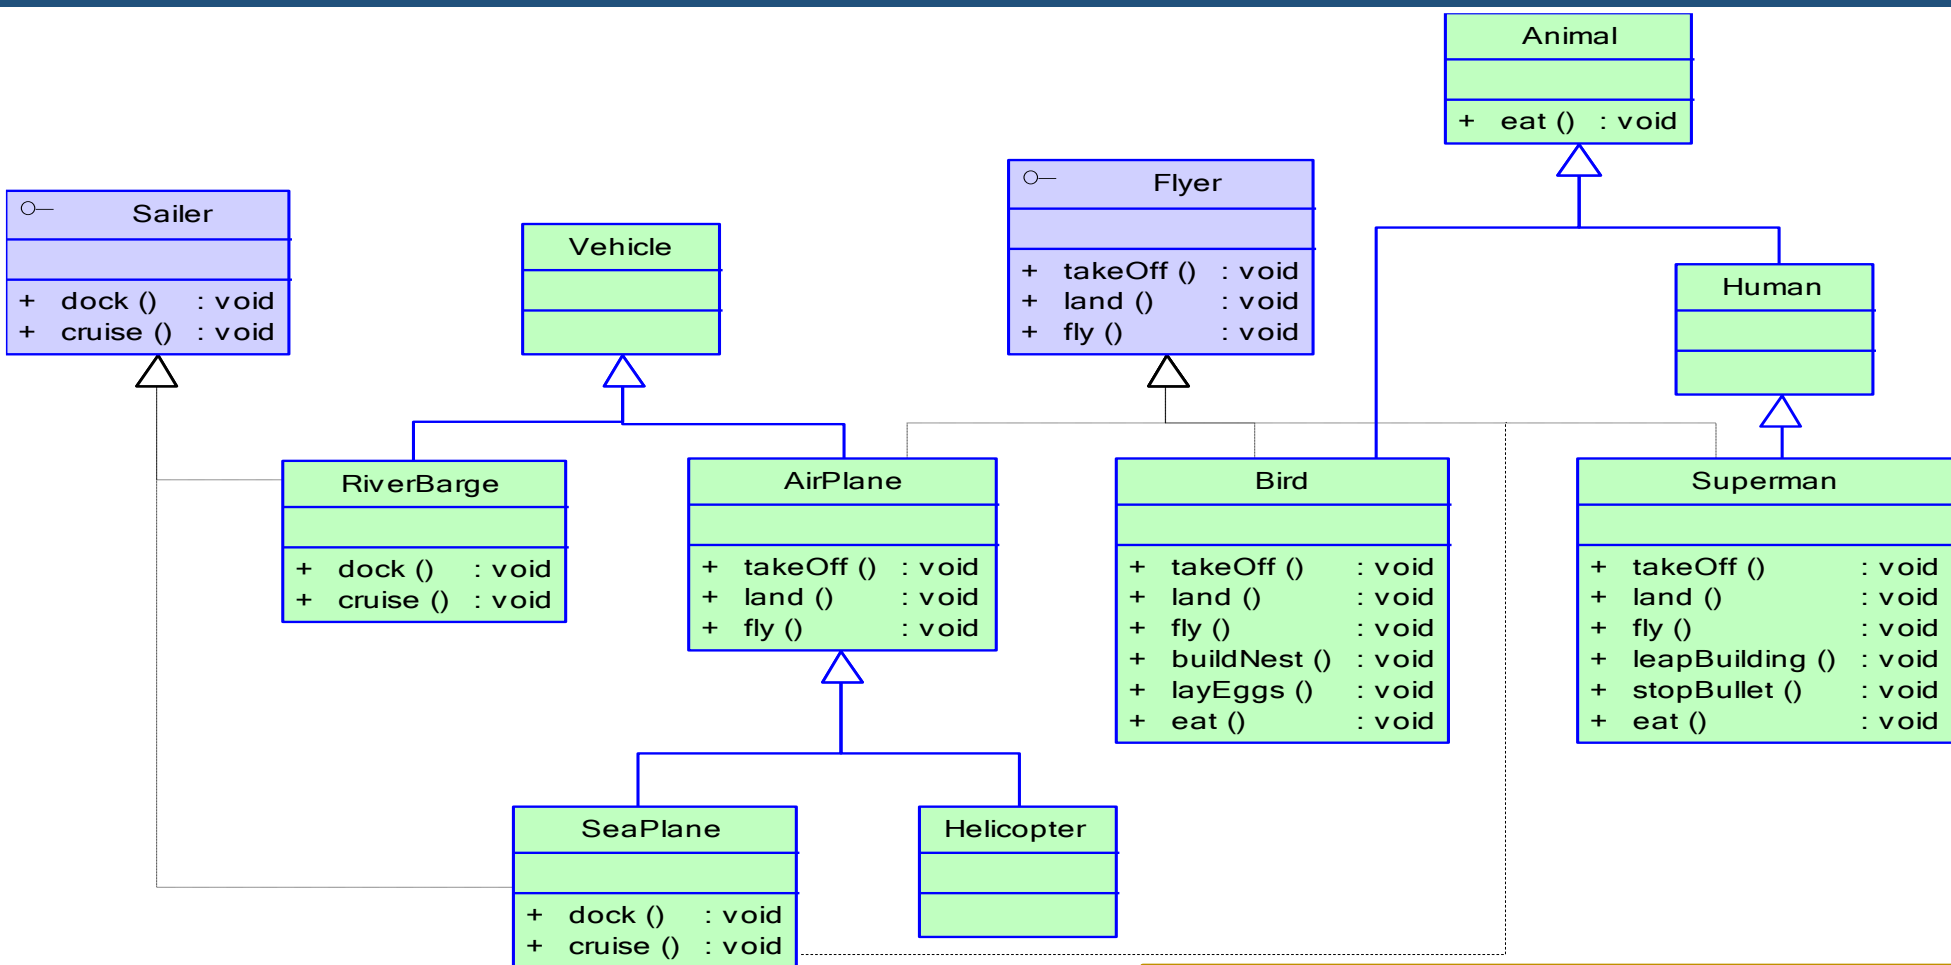 Animal
+ eat () : void
Sailer
+ dock () : void
+ cruise () : void
Vehicle
Flyer
+ takeOff () : void
+ land () : void
+ fly () : void
Human
RiverBarge
+ dock () : void
+ cruise () : void
AirPlane
+ takeOff () : void
+ land () : void
+ fly () : void
Bird
+ takeOff () : void
+ land () : void
+ fly () : void
+ buildNest () : void
+ layEggs () : void
+ eat () : void
Superman
+ takeOff () : void
+ land () : void
+ fly () : void
+ leapBuilding () : void
+ stopBullet () : void
+ eat () : void
SeaPlane
+ dock () : void
+ cruise () : void
Helicopter